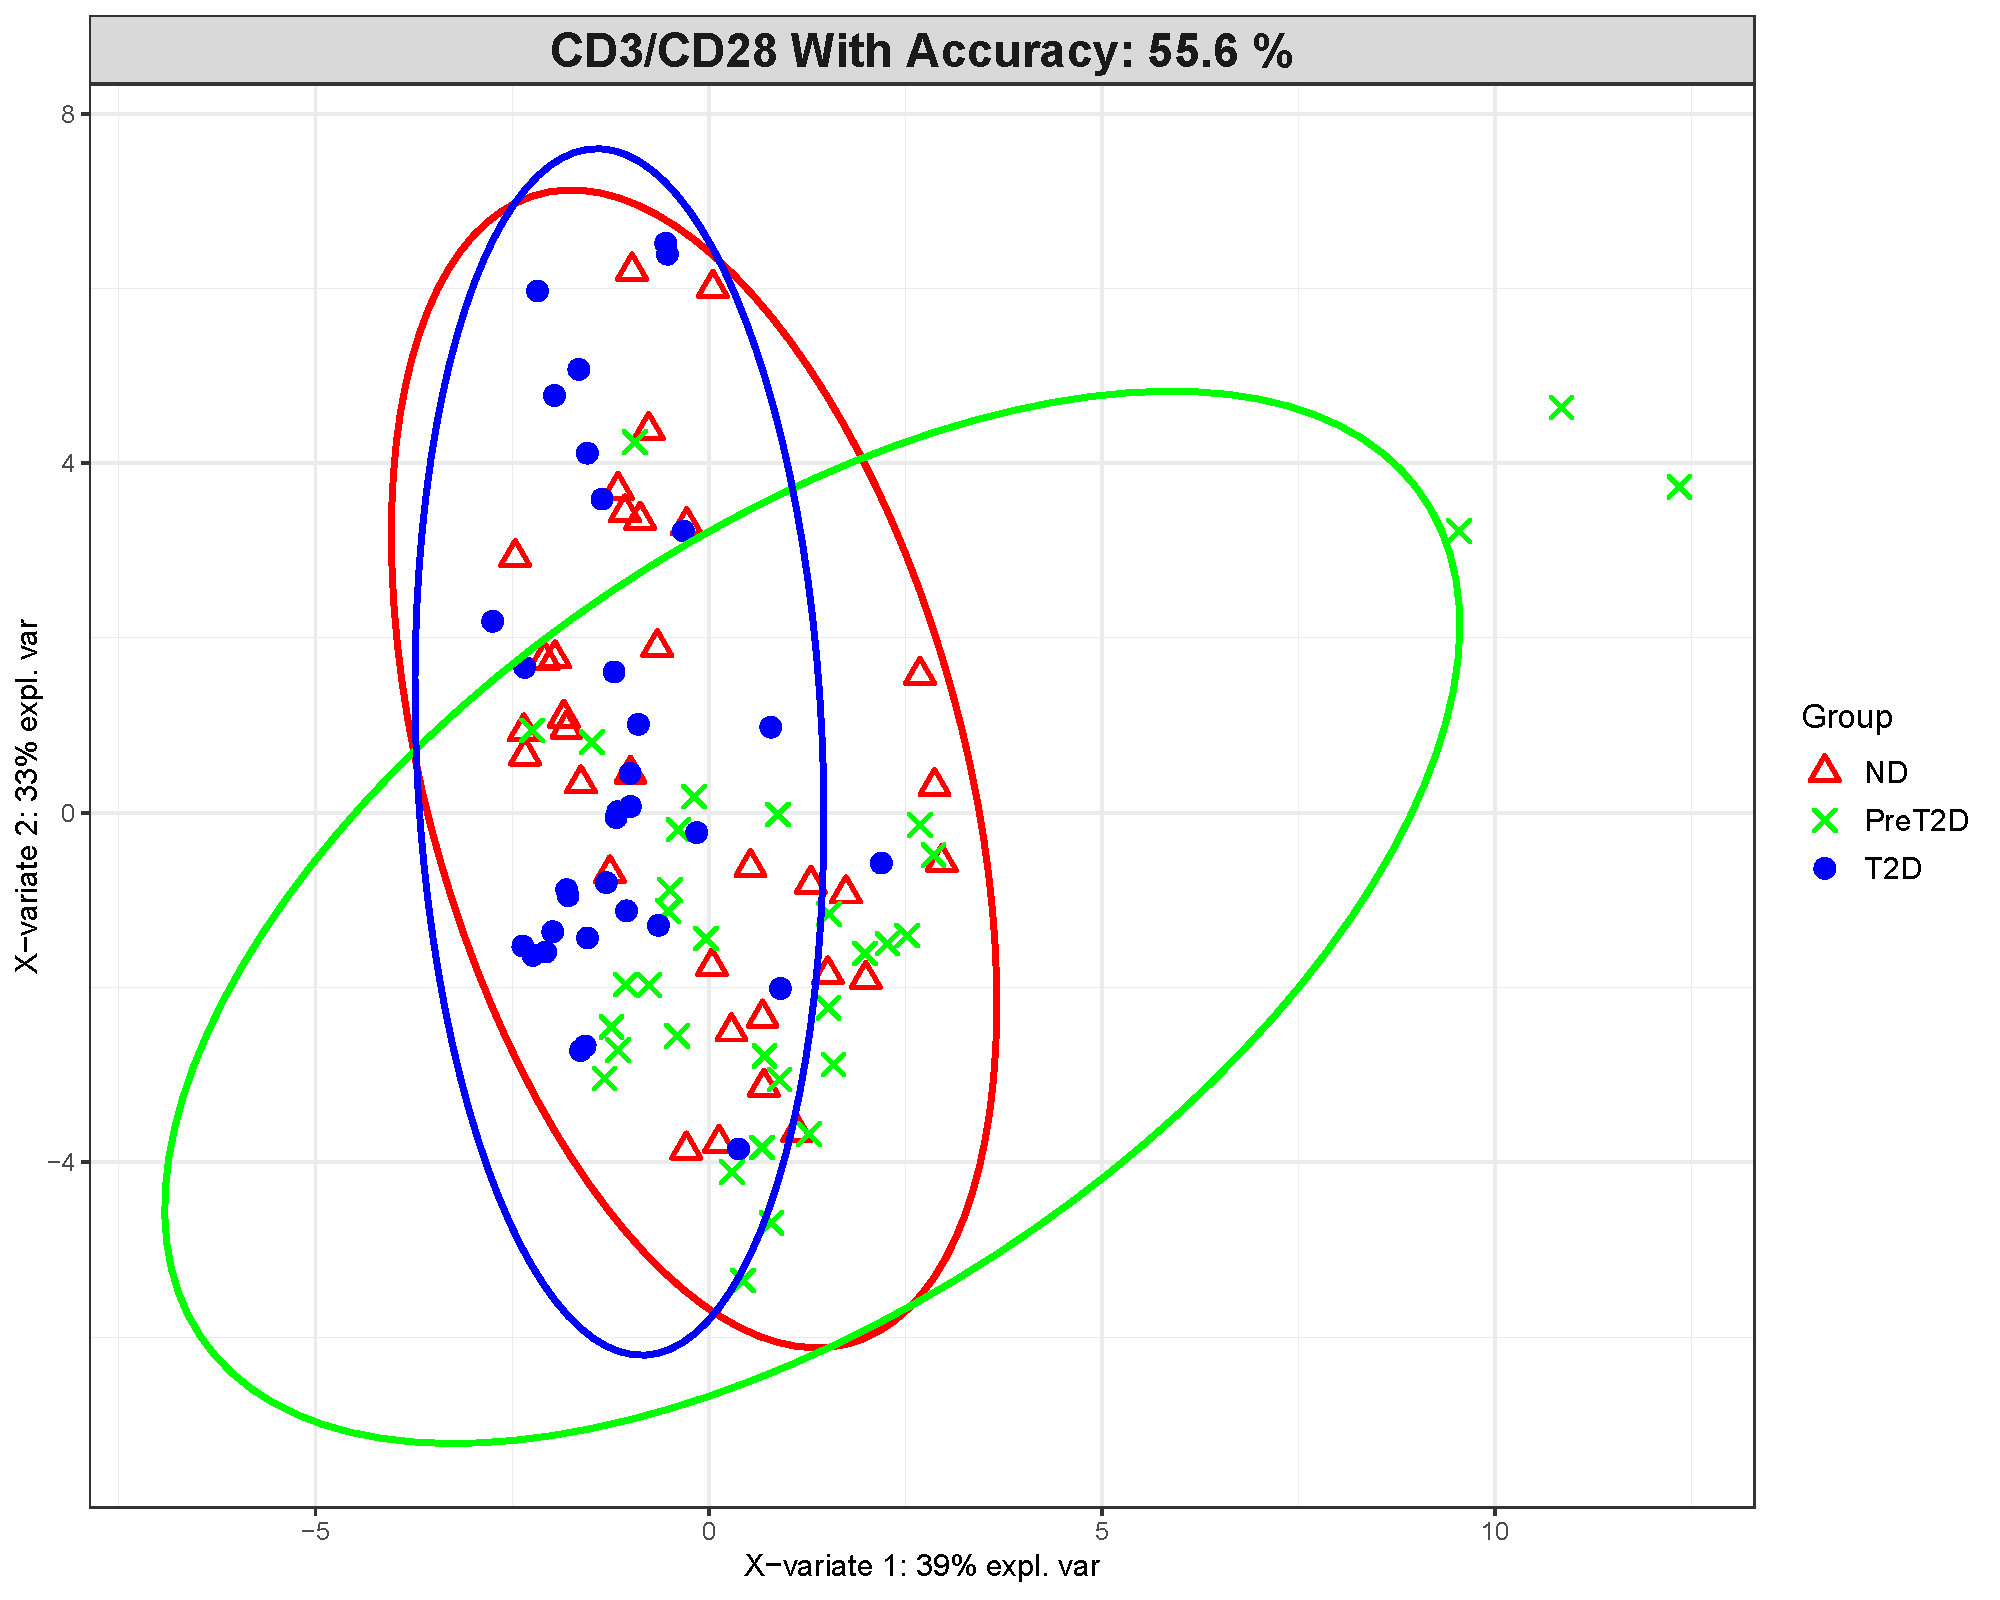 CD3/CD28 With Accuracy: 55.6 %
8
4
0
−4
X−variate 2: 33% expl. var
−5
0
5
10
X−variate 1: 39% expl. var
Group
ND
PreT2D
T2D